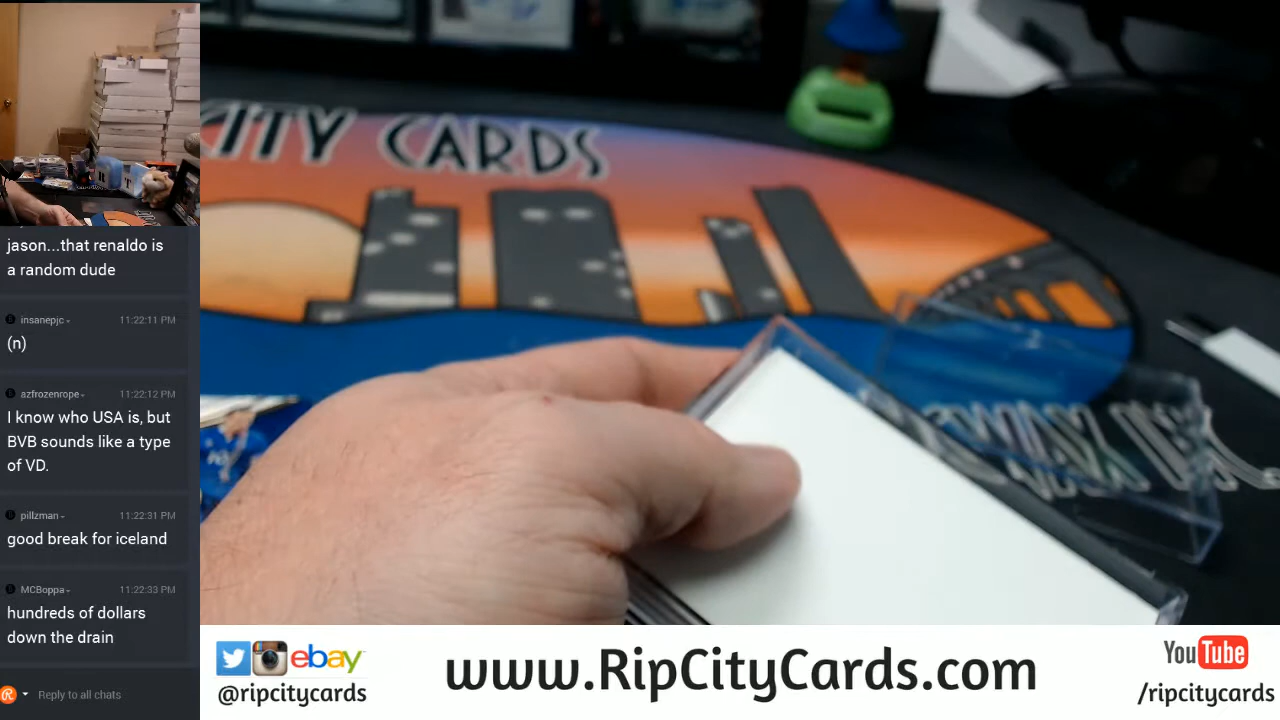 jason...that renaldo is
a random dude
insanepjc 11:22:11 PM
(n)
azfrozenrope 11:22:12 PM
I know who USA is, but
BVB sounds like a type
of VD.
pillzman 11:22:31 PM
good break for iceland
MCBoppa 11:22:33 PM
hundreds of dollars
down the drain
Reply to all chats
CITY CARDS
ebay
@ripcitycards
www.RipCityCards.com
YouTube
/ripcitycards